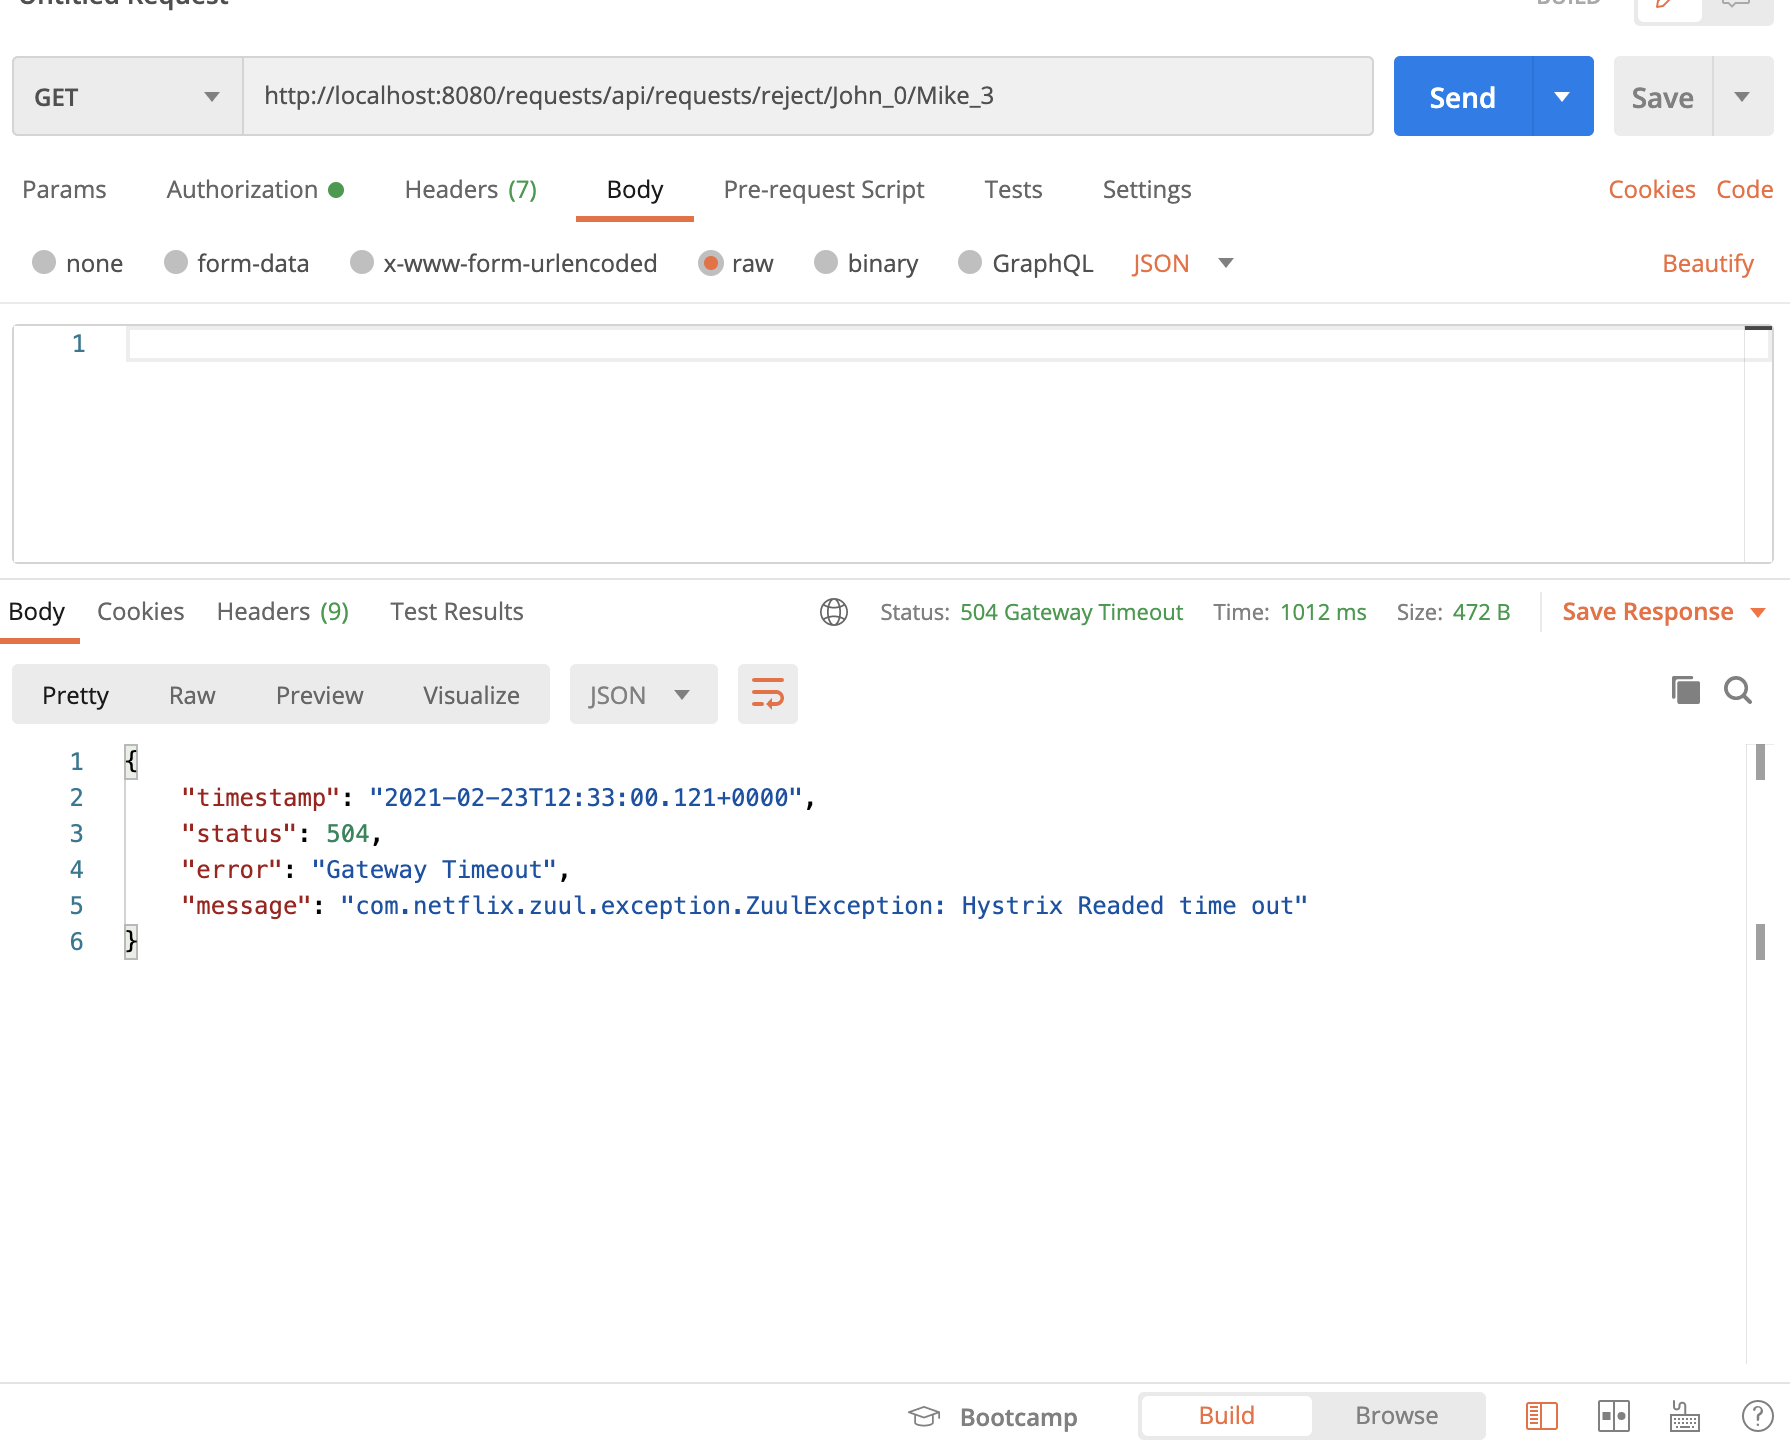 Untitled Request
BUILD
GET
http://localhost:8080/requests/api/requests/reject/John_0/Mike_3
Send
Save
Params
Authorization
Headers (7)
Body
Pre-request Script
Tests
Settings
Cookies
Code
none
form-data
x-www-form-urlencoded
raw
binary
GraphQL
JSON
Beautify
1
Body
Cookies
Headers (9)
Test Results
Status: 504 Gateway Timeout
Time: 1012 ms
Size: 472 B
Save Response
Pretty
Raw
Preview
Visualize
JSON
1 {
2 "timestamp": "2021-02-23T12:33:00.121+0000",
3 "status": 504,
4 "error": "Gateway Timeout",
5 "message": "com.netflix.zuul.exception.ZuulException: Hystrix Readed time out"
6 }
Bootcamp
Build
Browse
?